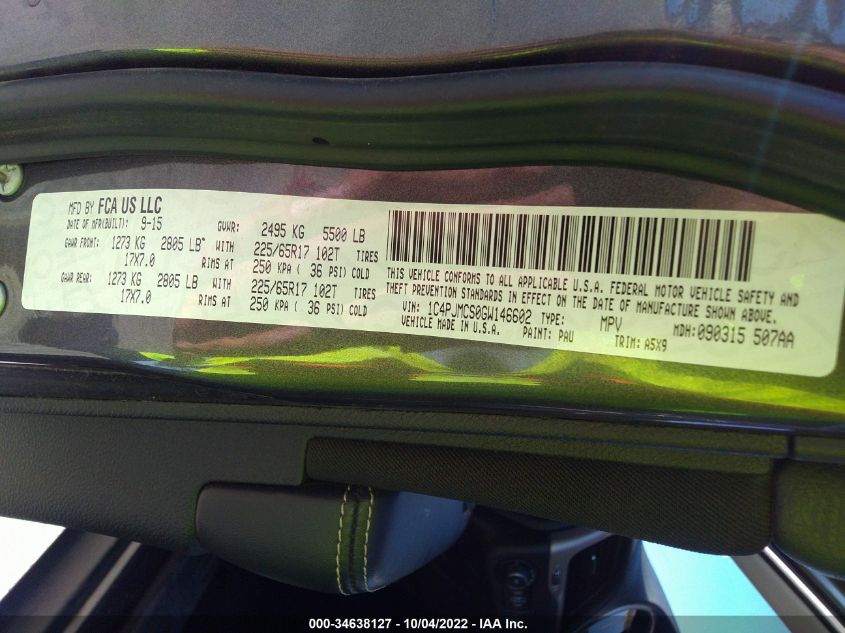 MFD BY FCA US LLC
DATE OF MFR(BUILT): 9-15 GVWR: 2495 KG 5500 LB
GAWR FRONT: 1273 KG 2805 LB* WITH 225/65R17 102T TIRES
17X7.0 RIMS AT 250 KPA ( 36 PSI) COLD
GAWR REAR: 1273 KG 2805 LB WITH 225/65R17 102T TIRES
17X7.0 RIMS AT 250 KPA ( 36 PSI) COLD
THIS VEHICLE CONFORMS TO ALL APPLICABLE U.S.A. FEDERAL MOTOR VEHICLE SAFETY AND
THEFT PREVENTION STANDARDS IN EFFECT ON THE DATE OF MANUFACTURE SHOWN ABOVE.
VIN: 1C4PJMCS0GW146602 TYPE: MPV MDH:090315 507AA
VEHICLE MADE IN U.S.A. PAINT: PAU TRIM: A5X9
000-34638127 - 10/04/2022 - IAA Inc.